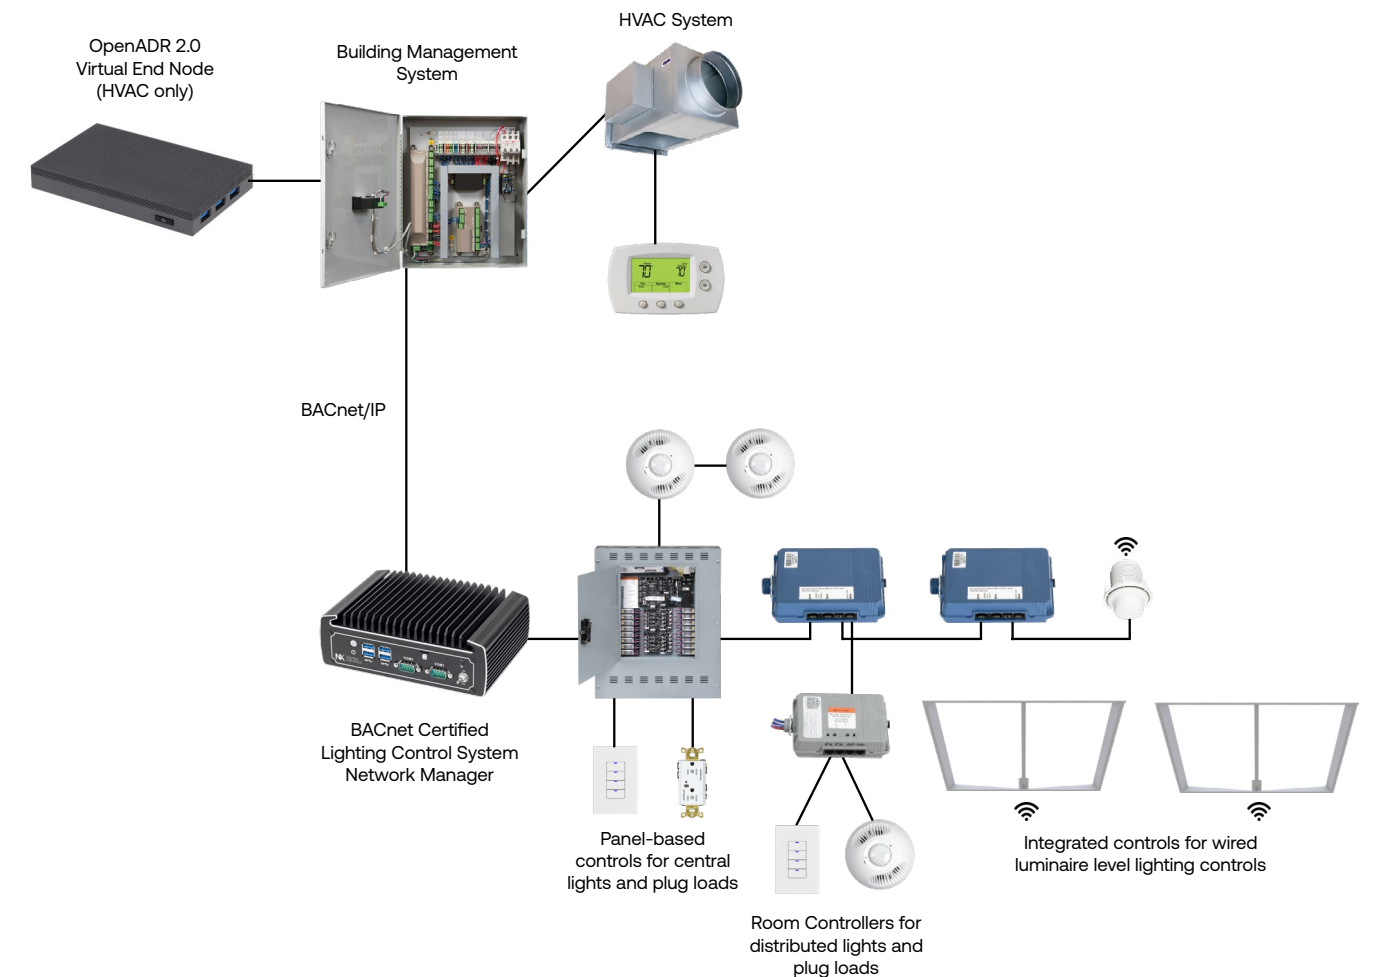 HVAC System
OpenADR 2.0
Virtual End Node
(HVAC only)
Building Management
System
70
BACnet/IP
NX
BACnet Certified
Lighting Control System
Network Manager
Panel-based
controls for central
lights and plug loads
Integrated controls for wired
luminaire level lighting controls
Room Controllers for
distributed lights and
plug loads